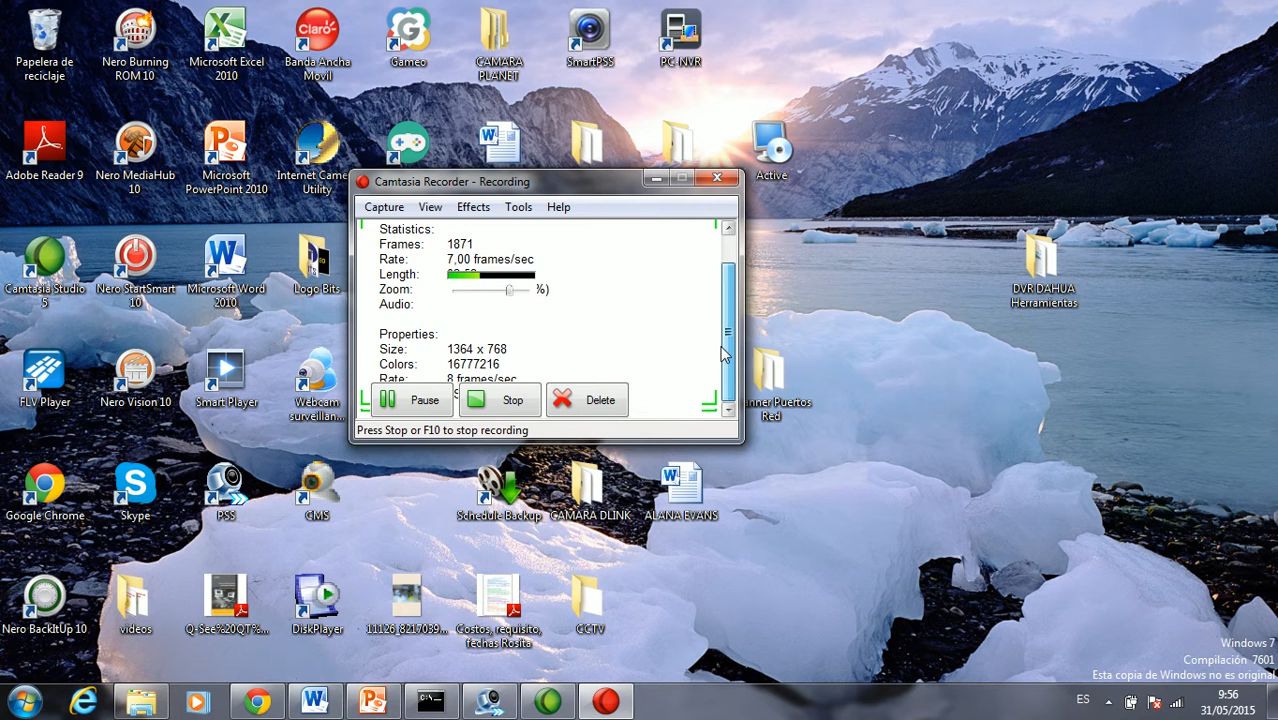 Papelera de
reciclaje
Nero Burning
ROM 10
Microsoft Excel
2010
Claro
Banda Ancha
Movil
Gameo
CAMARA
PLANET
SmartPSS
PC-NVR
Adobe Reader 9
Nero MediaHub
10
Microsoft
PowerPoint 2010
Internet Came
Utility
Active
Camtasia Recorder - Recording
Capture View Effects Tools Help
Statistics:
Frames: 1871
Rate: 7,00 frames/sec
Length:
Zoom: %)
Audio:
Properties:
Size: 1364 x 768
Colors: 16777216
Rate: 8 frames/sec
Pause Stop Delete
Press Stop or F10 to stop recording
Camtasia Studio
5
Nero StartSmart
10
Microsoft Word
2010
Logo Bits
DVR DAHUA
Herramientas
FLV Player
Nero Vision 10
Smart Player
Webcam
surveillan...
anner Puertos
Red
Google Chrome
Skype
PSS
CMS
Schedule Backup
CAMARA DLINK
ALANA EVANS
Nero BackItUp 10
videos
Q-See%20QT%...
DiskPlayer
11126_8217039...
Costos, requisito,
fechas Rosita
CCTV
Windows 7
Compilación 7601
Esta copia de Windows no es original
ES
9:56
31/05/2015